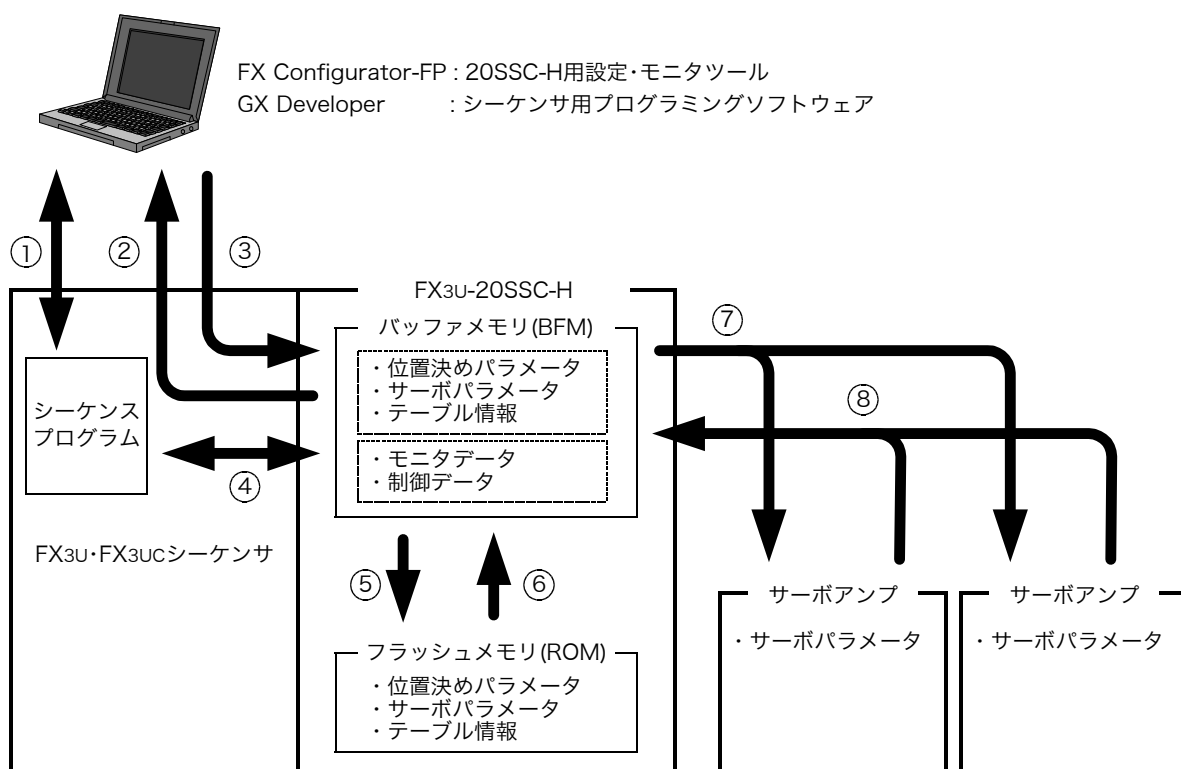 FX Configurator-FP : 20SSC-H用設定・モニタツール
GX Developer : シーケンサ用プログラミングソフトウェア
① ② ③
FX3U-20SSC-H
バッファメモリ(BFM)
⑦
・位置決めパラメータ
・サーボパラメータ
・テーブル情報
⑧
シーケンス
プログラム
・モニタデータ
・制御データ
④
FX3U・FX3UCシーケンサ
⑤ ⑥
サーボアンプ
・サーボパラメータ
サーボアンプ
・サーボパラメータ
フラッシュメモリ(ROM)
・位置決めパラメータ
・サーボパラメータ
・テーブル情報